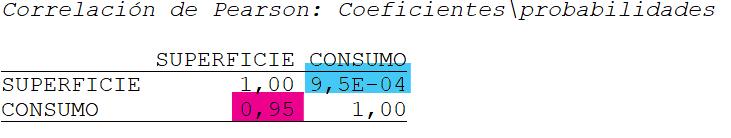 Correlación de Pearson: Coeficientes\probabilidades
SUPERFICIE CONSUMO
SUPERFICIE 1,00 9,5E-04
CONSUMO 0,95 1,00